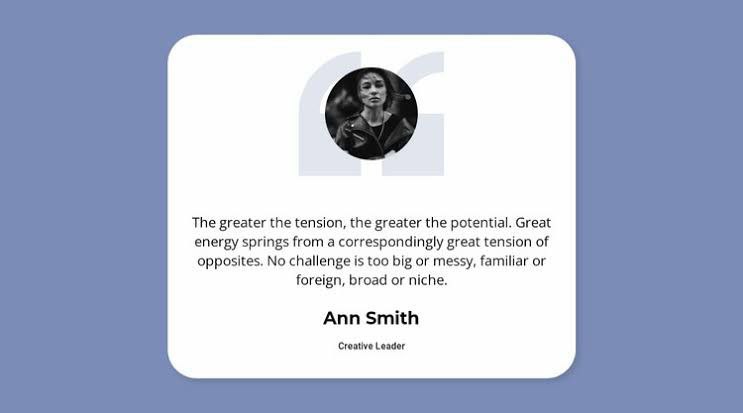 The greater the tension, the greater the potential. Great
energy springs from a correspondingly great tension of
opposites. No challenge is too big or messy, familiar or
foreign, broad or niche.
Ann Smith
Creative Leader